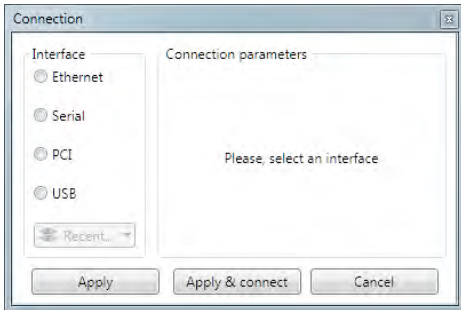 Connection
Interface
Connection parameters
Ethernet
Serial
PCI
Please, select an interface
USB
Recent...
Apply
Apply & connect
Cancel